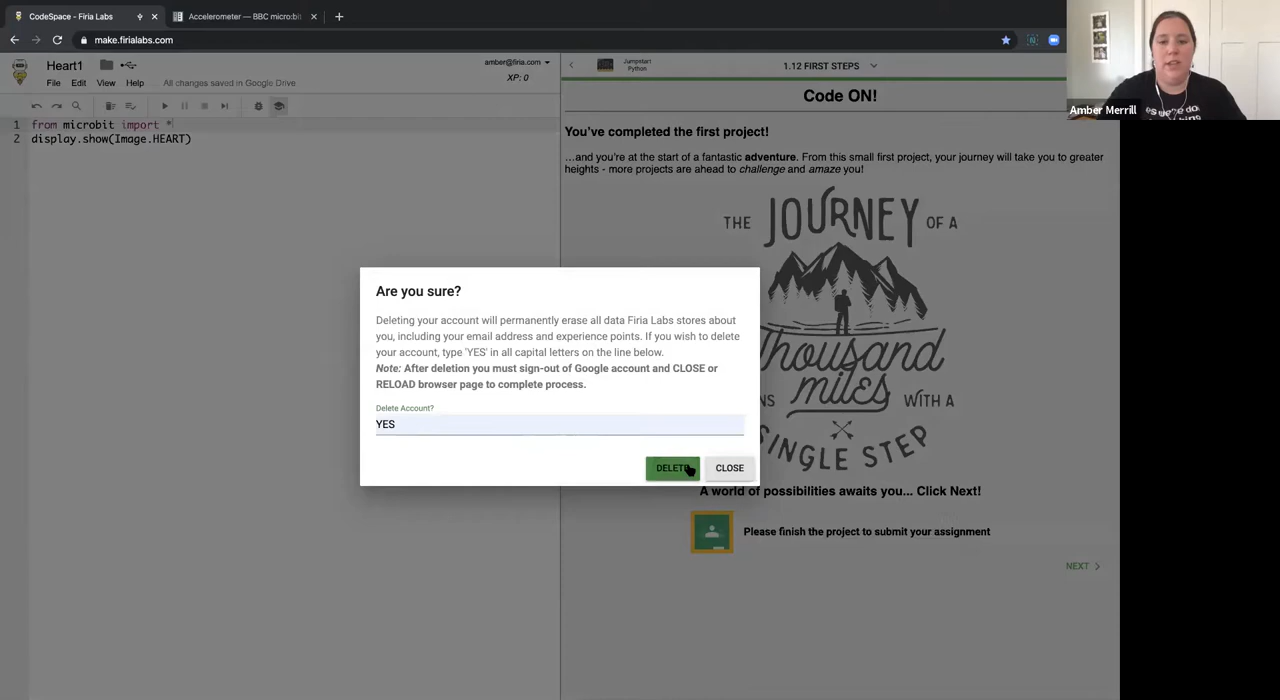 CodeSpace - Firia Labs
Accelerometer — BBC micro:bit
make.firialabs.com
Amber Merrill
Heart1
File Edit View Help All changes saved in Google Drive
amber@firia.com
XP: 0
Jumpstart
Python
1.12 FIRST STEPS
1 from microbit import *
2 display.show(Image.HEART)
Code ON!
You've completed the first project!
...and you're at the start of a fantastic adventure. From this small first project, your journey will take you to greater
heights - more projects are ahead to challenge and amaze you!
THE JOURNEY OF A
Thousand
miles
WITH A
SINGLE STEP
A world of possibilities awaits you... Click Next!
Please finish the project to submit your assignment
NEXT
Are you sure?
Deleting your account will permanently erase all data Firia Labs stores about
you, including your email address and experience points. If you wish to delete
your account, type 'YES' in all capital letters on the line below.
Note: After deletion you must sign-out of Google account and CLOSE or
RELOAD browser page to complete process.
Delete Account?
YES
DELETE CLOSE